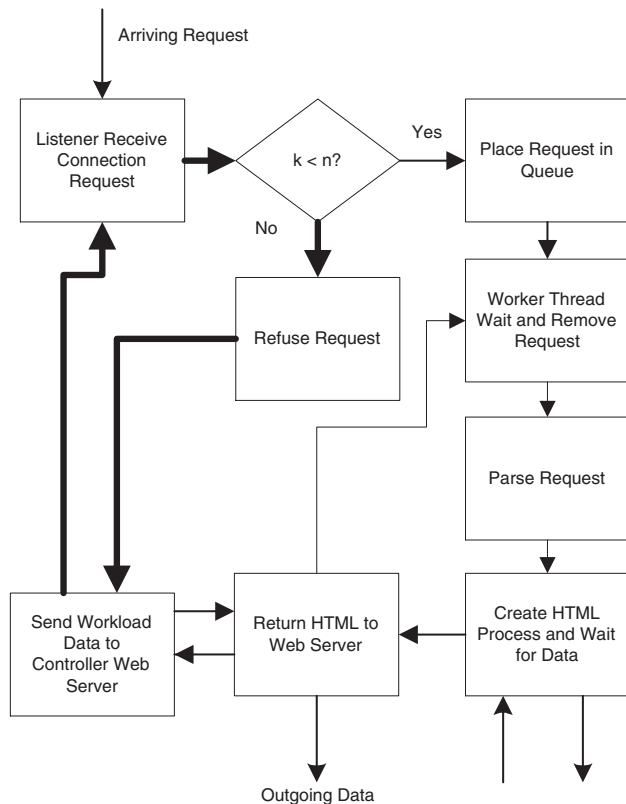 Arriving Request
Listener Receive
Connection
Request
k < n?
Yes
No
Place Request in
Queue
Refuse Request
Worker Thread
Wait and Remove
Request
Parse Request
Send Workload
Data to
Controller Web
Server
Return HTML to
Web Server
Create HTML
Process and Wait
for Data
Outgoing Data